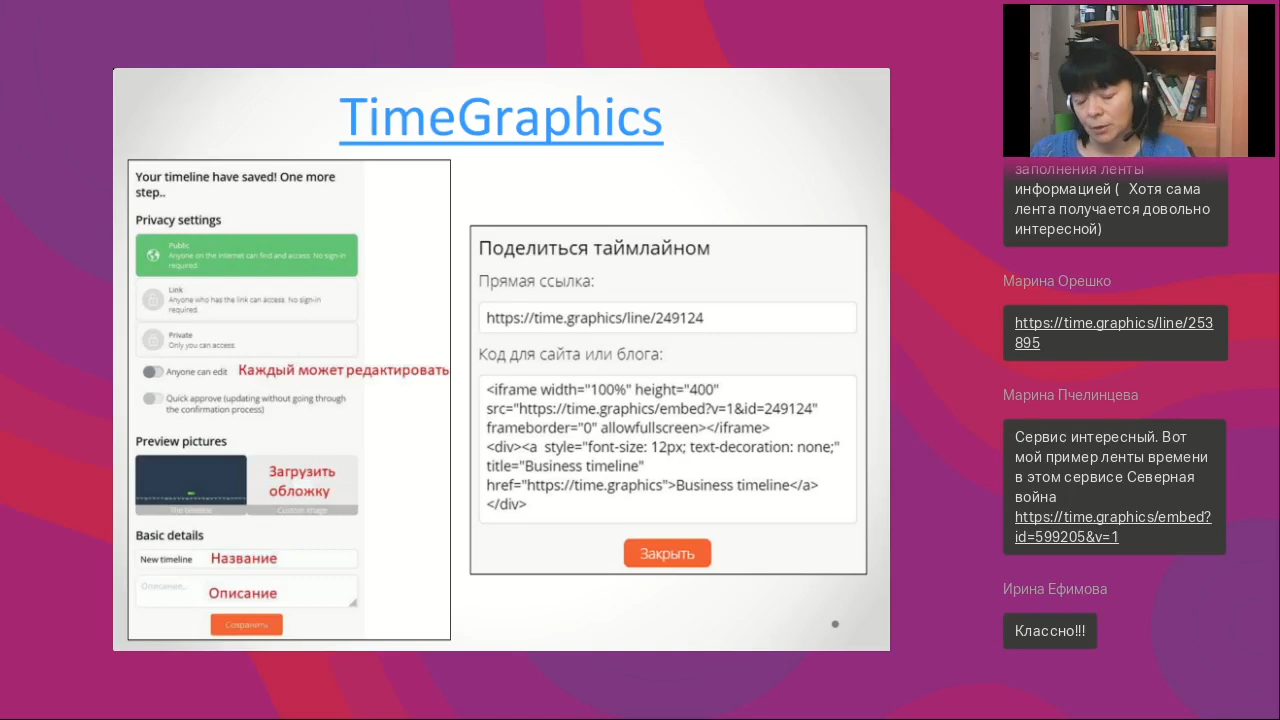 TimeGraphics
Your timeline have saved! One more
step..
Privacy settings
Public
Anyone on the internet can find and access. No sign-in
required.
Link
Anyone who has the link can access. No sign-in
required.
Private
Only you can access.
Anyone can edit
Каждый может редактировать
Quick approve (updating without going through
the confirmation process)
Preview pictures
Загрузить
обложку
The timeline
Custom image
Basic details
New timeline
Название
Описание..
Описание
Сохранить
Поделиться таймлайном
Прямая ссылка:
https://time.graphics/line/249124
Код для сайта или блога:
<iframe width="100%" height="400"
src="https://time.graphics/embed?v=1&id=249124"
frameborder="0" allowfullscreen></iframe>
<div><a  style="font-size: 12px; text-decoration: none;"
title="Business timeline"
href="https://time.graphics">Business timeline</a>
</div>
Закрыть
заполнения ленты
информацией (   Хотя сама
лента получается довольно
интересной)
Марина Орешко
https://time.graphics/line/253
895
Марина Пчелинцева
Сервис интересный. Вот
мой пример ленты времени
в этом сервисе Северная
война
https://time.graphics/embed?
id=599205&v=1
Ирина Ефимова
Классно!!!